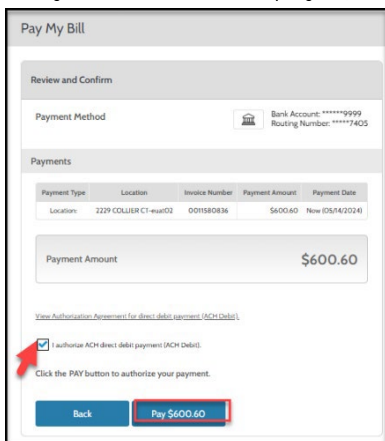 Pay My Bill
Review and Confirm
Payment Method
Bank Account: ******9999
Routing Number: *****7405
Payments
Payment Type Location Invoice Number Payment Amount Payment Date
Location: 2229 COLLIER CT-esat02 0011580836 $600.60 Now (05/14/2024)
Payment Amount $600.60
View Authorization Agreement for direct debit payment (ACH Debit).
I authorize ACH direct debit payment (ACH Debit).
Click the PAY button to authorize your payment.
Back Pay $600.60